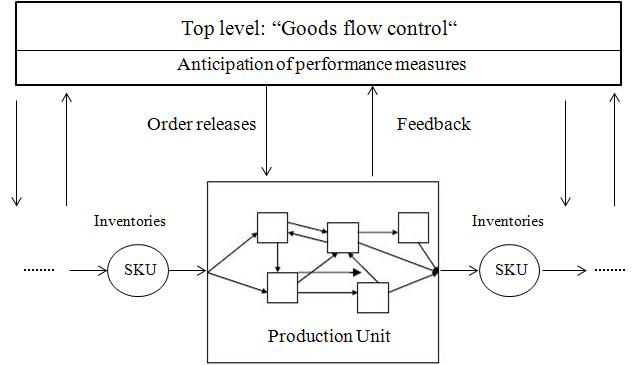 Top level: “Goods flow control“
Anticipation of performance measures
Order releases
Feedback
Inventories
Inventories
........
SKU
SKU
........
Production Unit